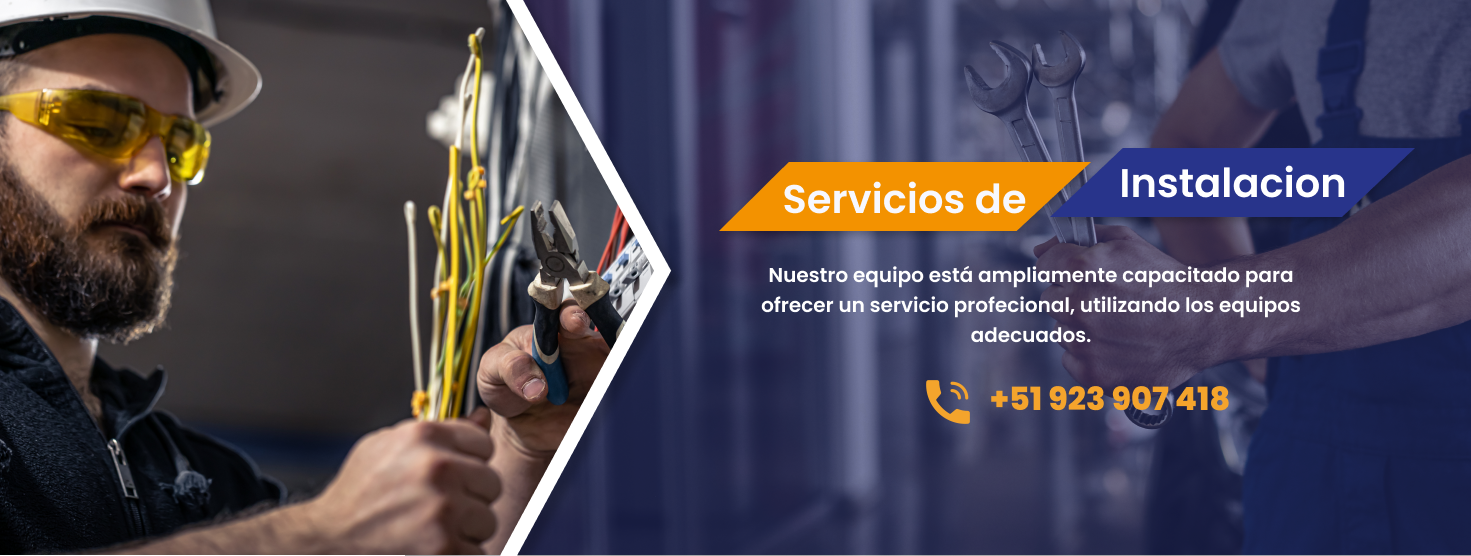 Servicios de
Instalacion
Nuestro equipo está ampliamente capacitado para
ofrecer un servicio profecional, utilizando los equipos
adecuados.
+51 923 907 418